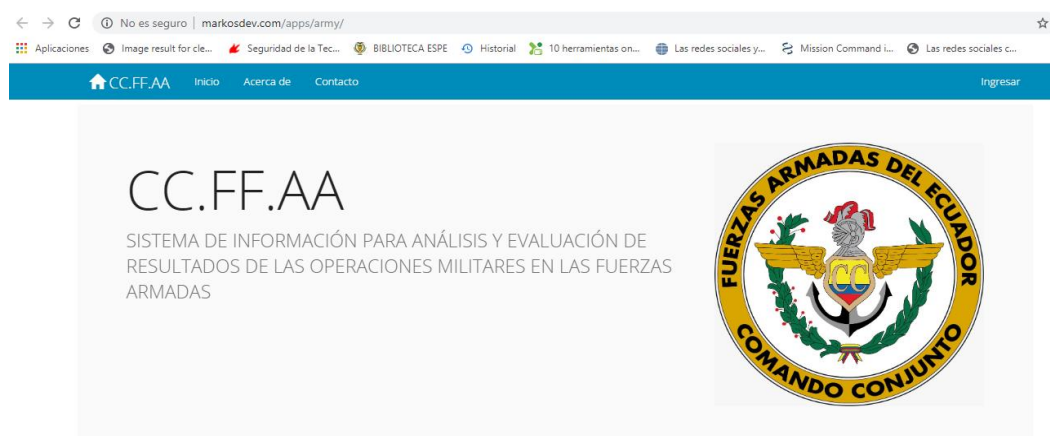 No es seguro | markosdev.com/apps/army/
Aplicaciones Image result for cle... Seguridad de la Tec... BIBLIOTECA ESPE Historial 10 herramientas on... Las redes sociales y... Mission Command i... Las redes sociales c...
CC.FF.AA Inicio Acerca de Contacto Ingresar
CC.FF.AA
SISTEMA DE INFORMACIÓN PARA ANÁLISIS Y EVALUACIÓN DE
RESULTADOS DE LAS OPERACIONES MILITARES EN LAS FUERZAS
ARMADAS
FUERZAS ARMADAS DEL ECUADOR
CC
COMANDO CONJUNTO